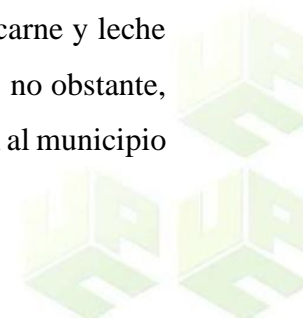 carne y leche
no obstante,
al municipio